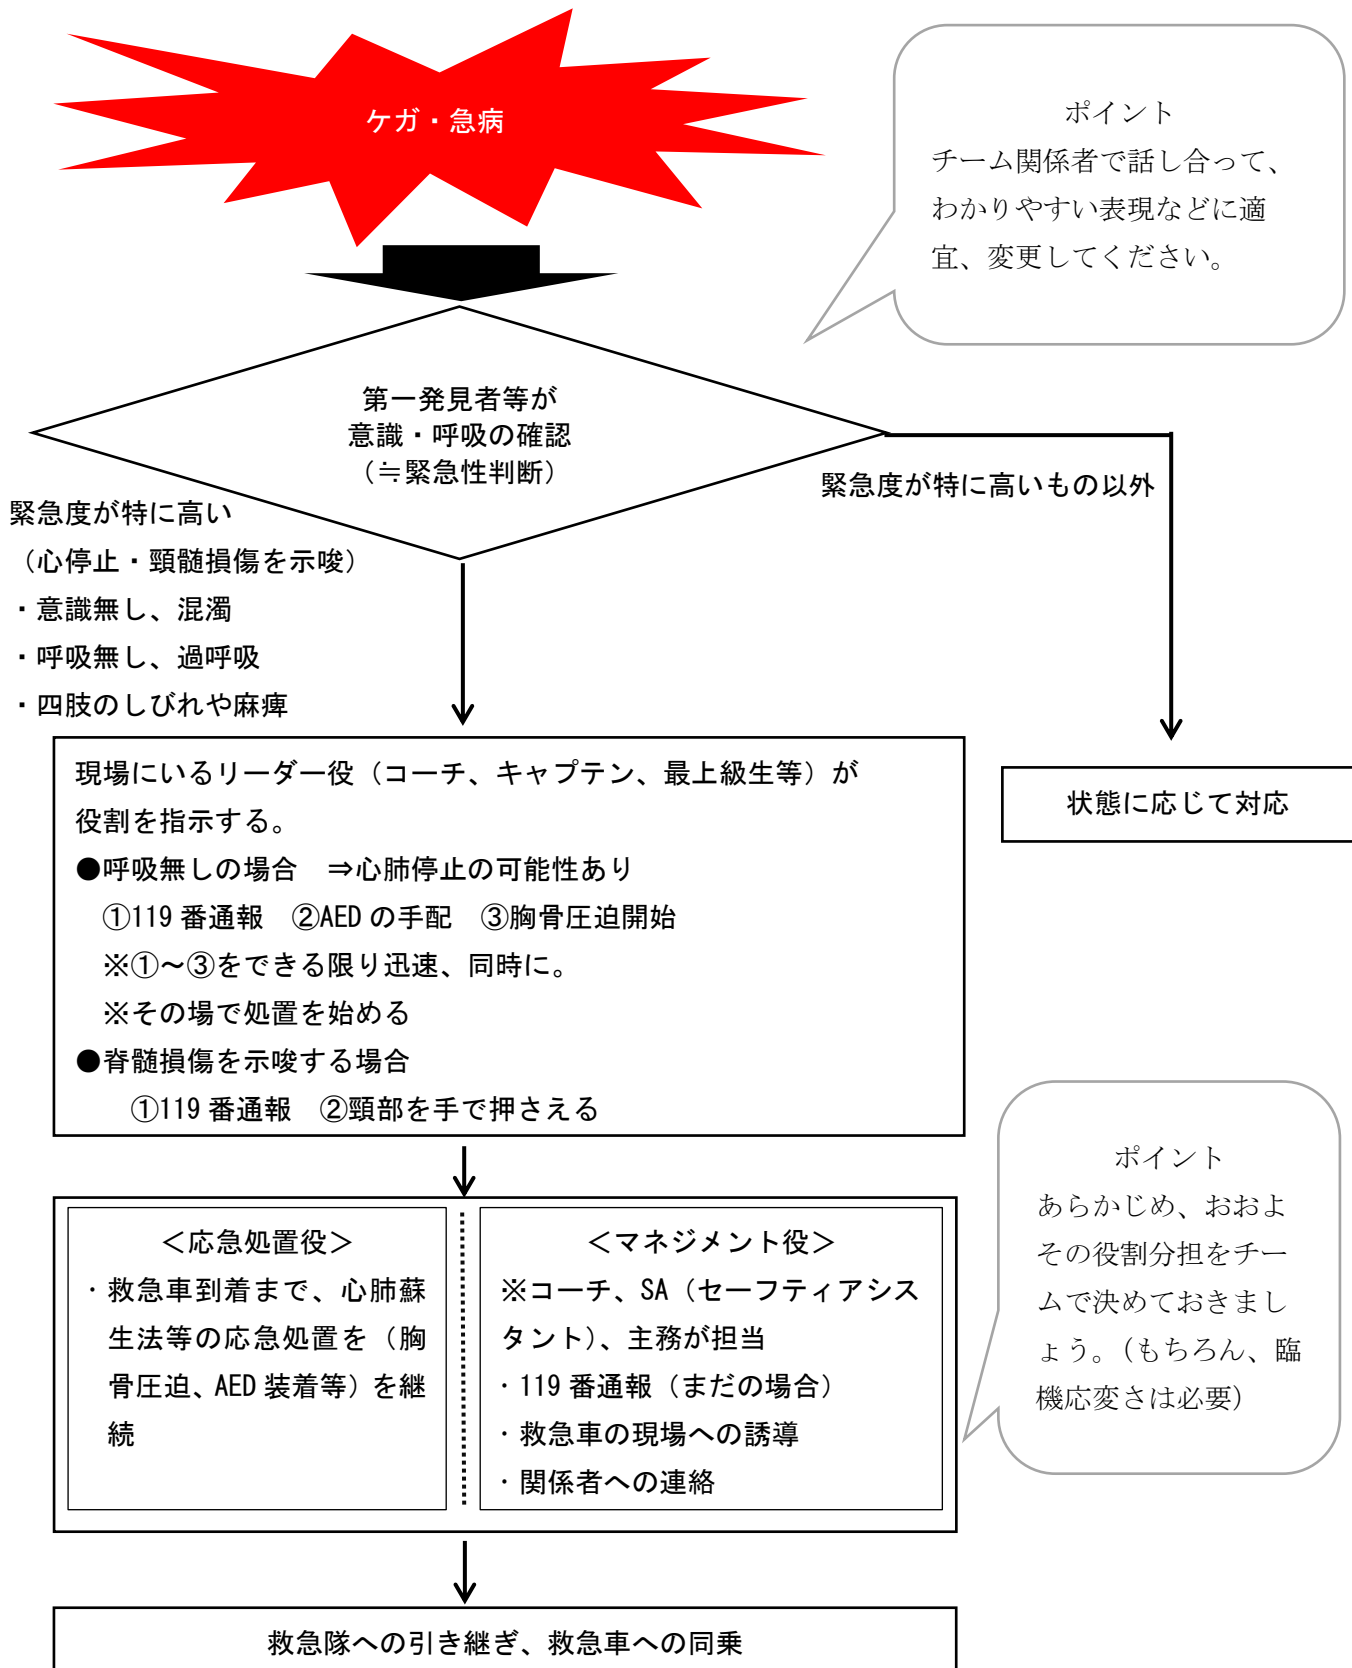 ケガ・急病
ポイント
チーム関係者で話し合って、
わかりやすい表現などに適
宜、変更してください。
第一発見者等が
意識・呼吸の確認
（≒緊急性判断）
緊急度が特に高いもの以外
緊急度が特に高い
（心停止・頸髄損傷を示唆）
・意識無し、混濁
・呼吸無し、過呼吸
・四肢のしびれや麻痺
現場にいるリーダー役（コーチ、キャプテン、最上級生等）が
役割を指示する。
●呼吸無しの場合　⇒心肺停止の可能性あり
①119 番通報　②AED の手配　③胸骨圧迫開始
※①～③をできる限り迅速、同時に。
※その場で処置を始める
●脊髄損傷を示唆する場合
①119 番通報　②頸部を手で押さえる
状態に応じて対応
＜応急処置役＞
・救急車到着まで、心肺蘇
生法等の応急処置を（胸
骨圧迫、AED 装着等）を継
続
＜マネジメント役＞
※コーチ、SA（セーフティアシス
タント）、主務が担当
・119 番通報（まだの場合）
・救急車の現場への誘導
・関係者への連絡
ポイント
あらかじめ、おおよ
その役割分担をチー
ムで決めておきまし
ょう。（もちろん、臨
機応変さは必要）
救急隊への引き継ぎ、救急車への同乗